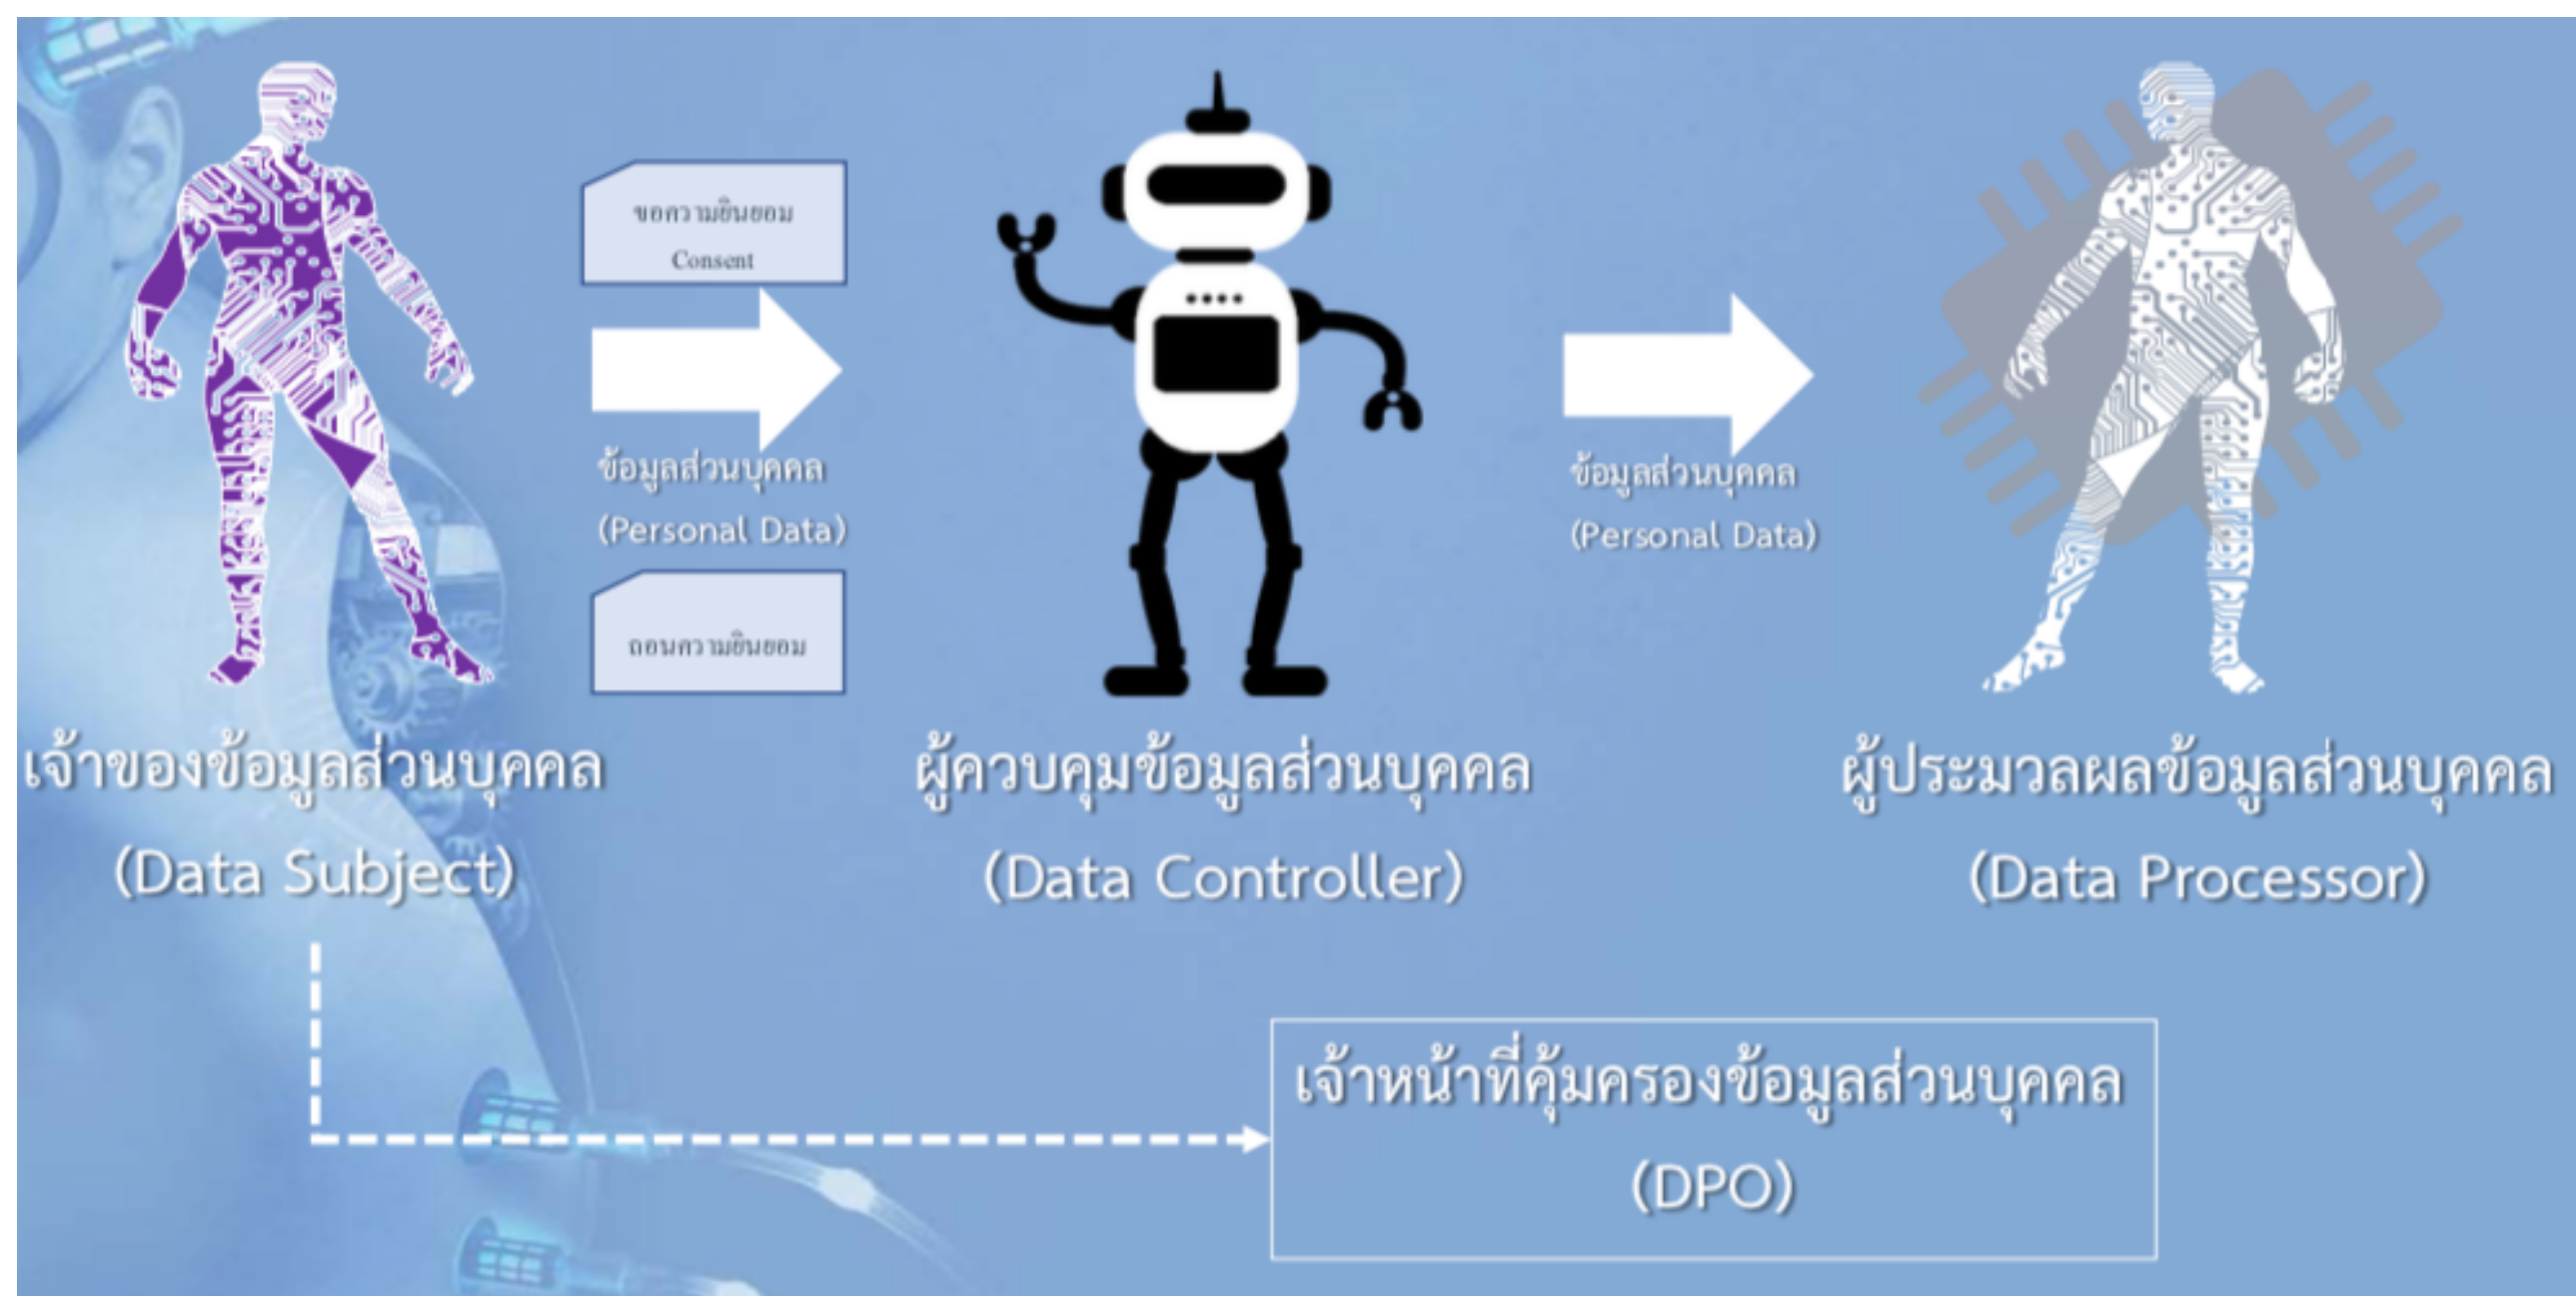 ขอความยินยอม
Consent
ข้อมูลส่วนบุคคล
(Personal Data)
ถอนความยินยอม
ข้อมูลส่วนบุคคล
(Personal Data)
เจ้าของข้อมูลส่วนบุคคล
(Data Subject)
ผู้ควบคุมข้อมูลส่วนบุคคล
(Data Controller)
ผู้ประมวลผลข้อมูลส่วนบุคคล
(Data Processor)
เจ้าหน้าที่คุ้มครองข้อมูลส่วนบุคคล
(DPO)